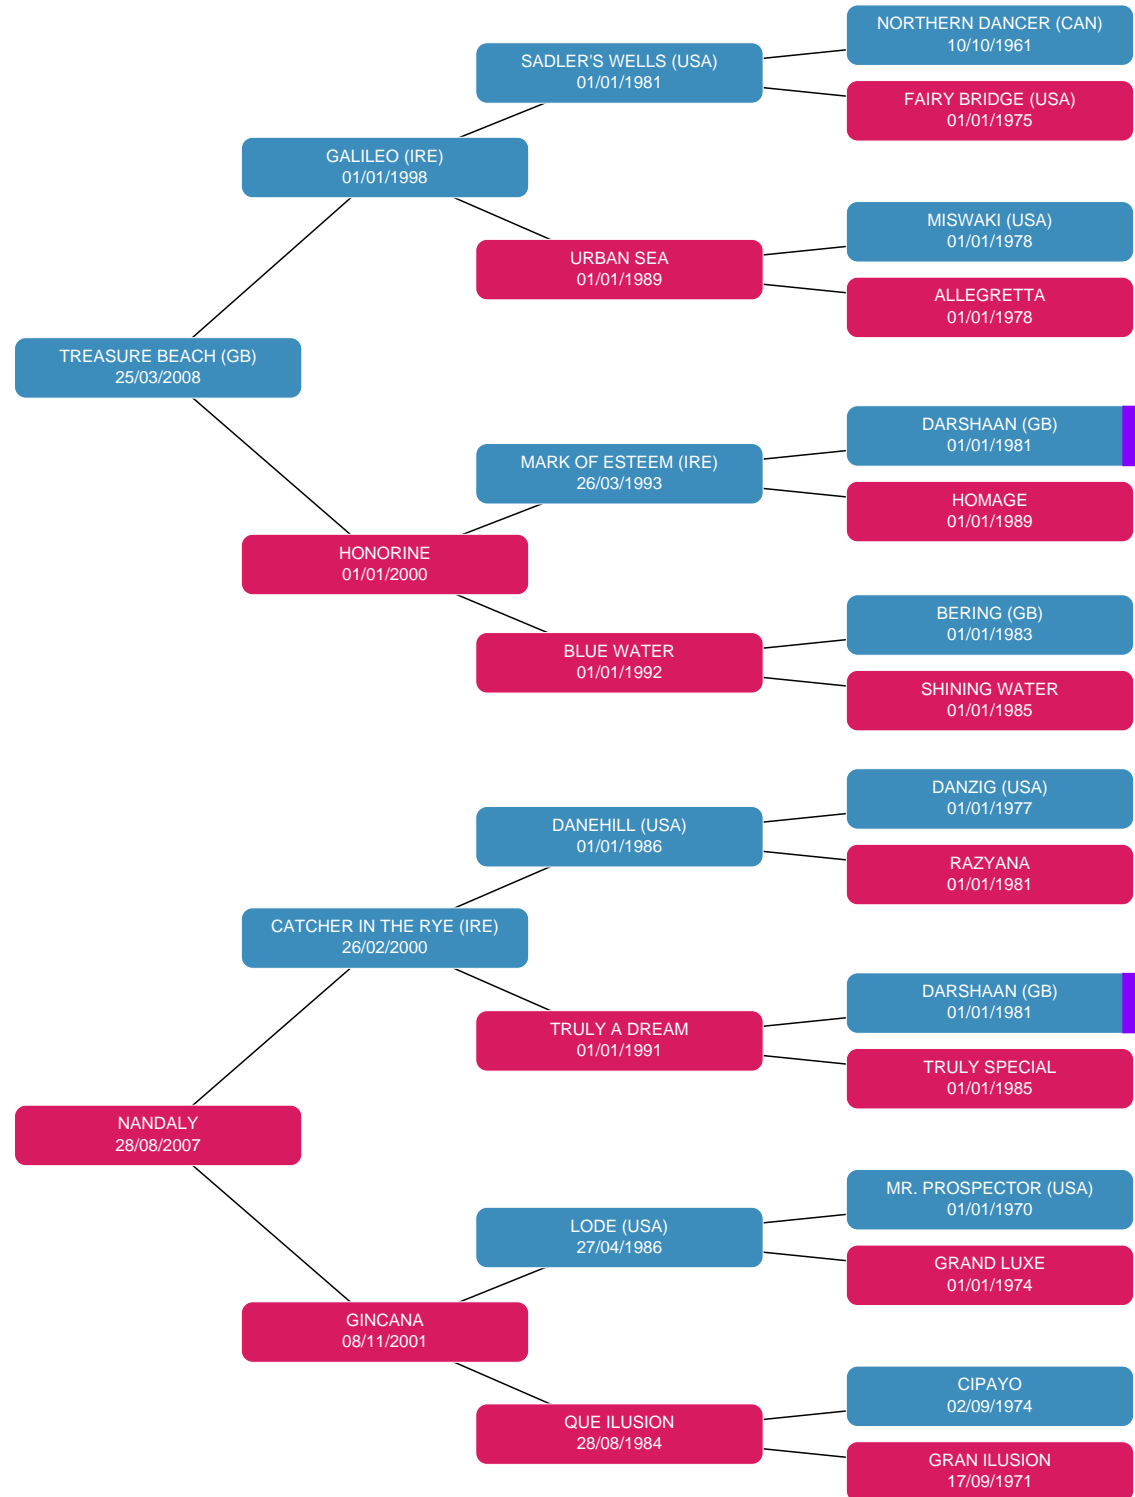 NORTHERN DANCER (CAN)
10/10/1961
SADLER'S WELLS (USA)
01/01/1981
FAIRY BRIDGE (USA)
01/01/1975
GALILEO (IRE)
01/01/1998
MISWAKI (USA)
01/01/1978
URBAN SEA
01/01/1989
ALLEGRETTA
01/01/1978
TREASURE BEACH (GB)
25/03/2008
DARSHAAN (GB)
01/01/1981
MARK OF ESTEEM (IRE)
26/03/1993
HOMAGE
01/01/1989
HONORINE
01/01/2000
BERING (GB)
01/01/1983
BLUE WATER
01/01/1992
SHINING WATER
01/01/1985
DANZIG (USA)
01/01/1977
DANEHILL (USA)
01/01/1986
RAZYANA
01/01/1981
CATCHER IN THE RYE (IRE)
26/02/2000
DARSHAAN (GB)
01/01/1981
TRULY A DREAM
01/01/1991
TRULY SPECIAL
01/01/1985
NANDALY
28/08/2007
MR. PROSPECTOR (USA)
01/01/1970
LODE (USA)
27/04/1986
GRAND LUXE
01/01/1974
GINCANA
08/11/2001
CIPAYO
02/09/1974
QUE ILUSION
28/08/1984
GRAN ILUSION
17/09/1971